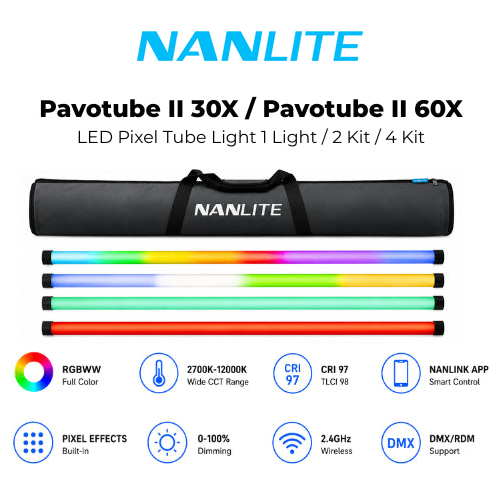 NANLITE
Pavotube II 30X / Pavotube II 60X
LED Pixel Tube Light 1 Light / 2 Kit / 4 Kit
NANLITE
RGBWW
Full Color
2700K-12000K
Wide CCT Range
CRI
97
CRI 97
TLCI 98
NANLINK APP
Smart Control
PIXEL EFFECTS
Built-in
0-100%
Dimming
2.4GHz
Wireless
DMX
DMX/RDM
Support